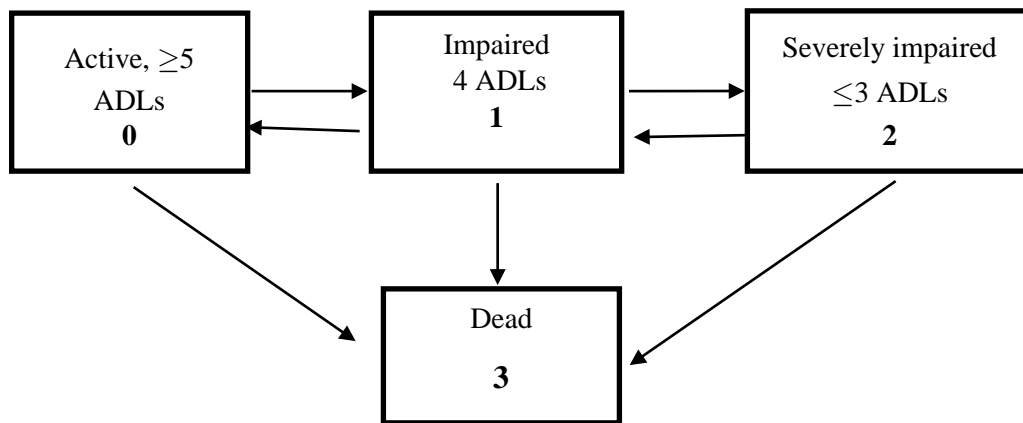 Active, ≥5
ADLs
0
Impaired
4 ADLs
1
Severely impaired
≤3 ADLs
2
Dead
3